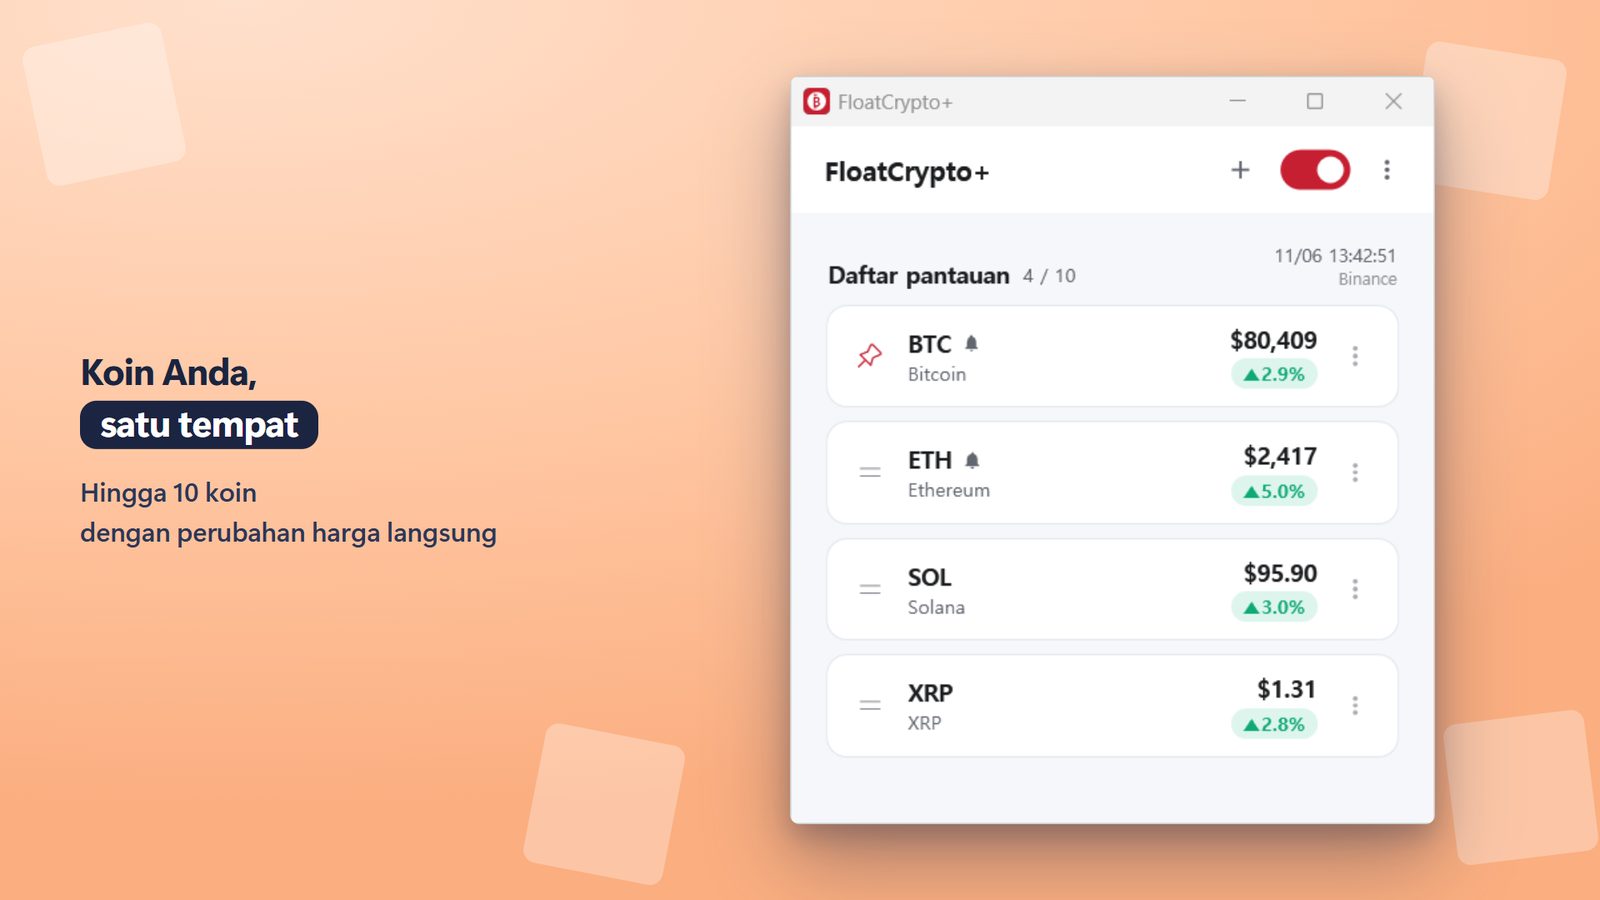 Koin Anda,
satu tempat
Hingga 10 koin
dengan perubahan harga langsung
FloatCrypto+
FloatCrypto+
Daftar pantauan 4 / 10
11/06 13:42:51
Binance
BTC
Bitcoin
$80,409
▲2.9%
ETH
Ethereum
$2,417
▲5.0%
SOL
Solana
$95.90
▲3.0%
XRP
XRP
$1.31
▲2.8%